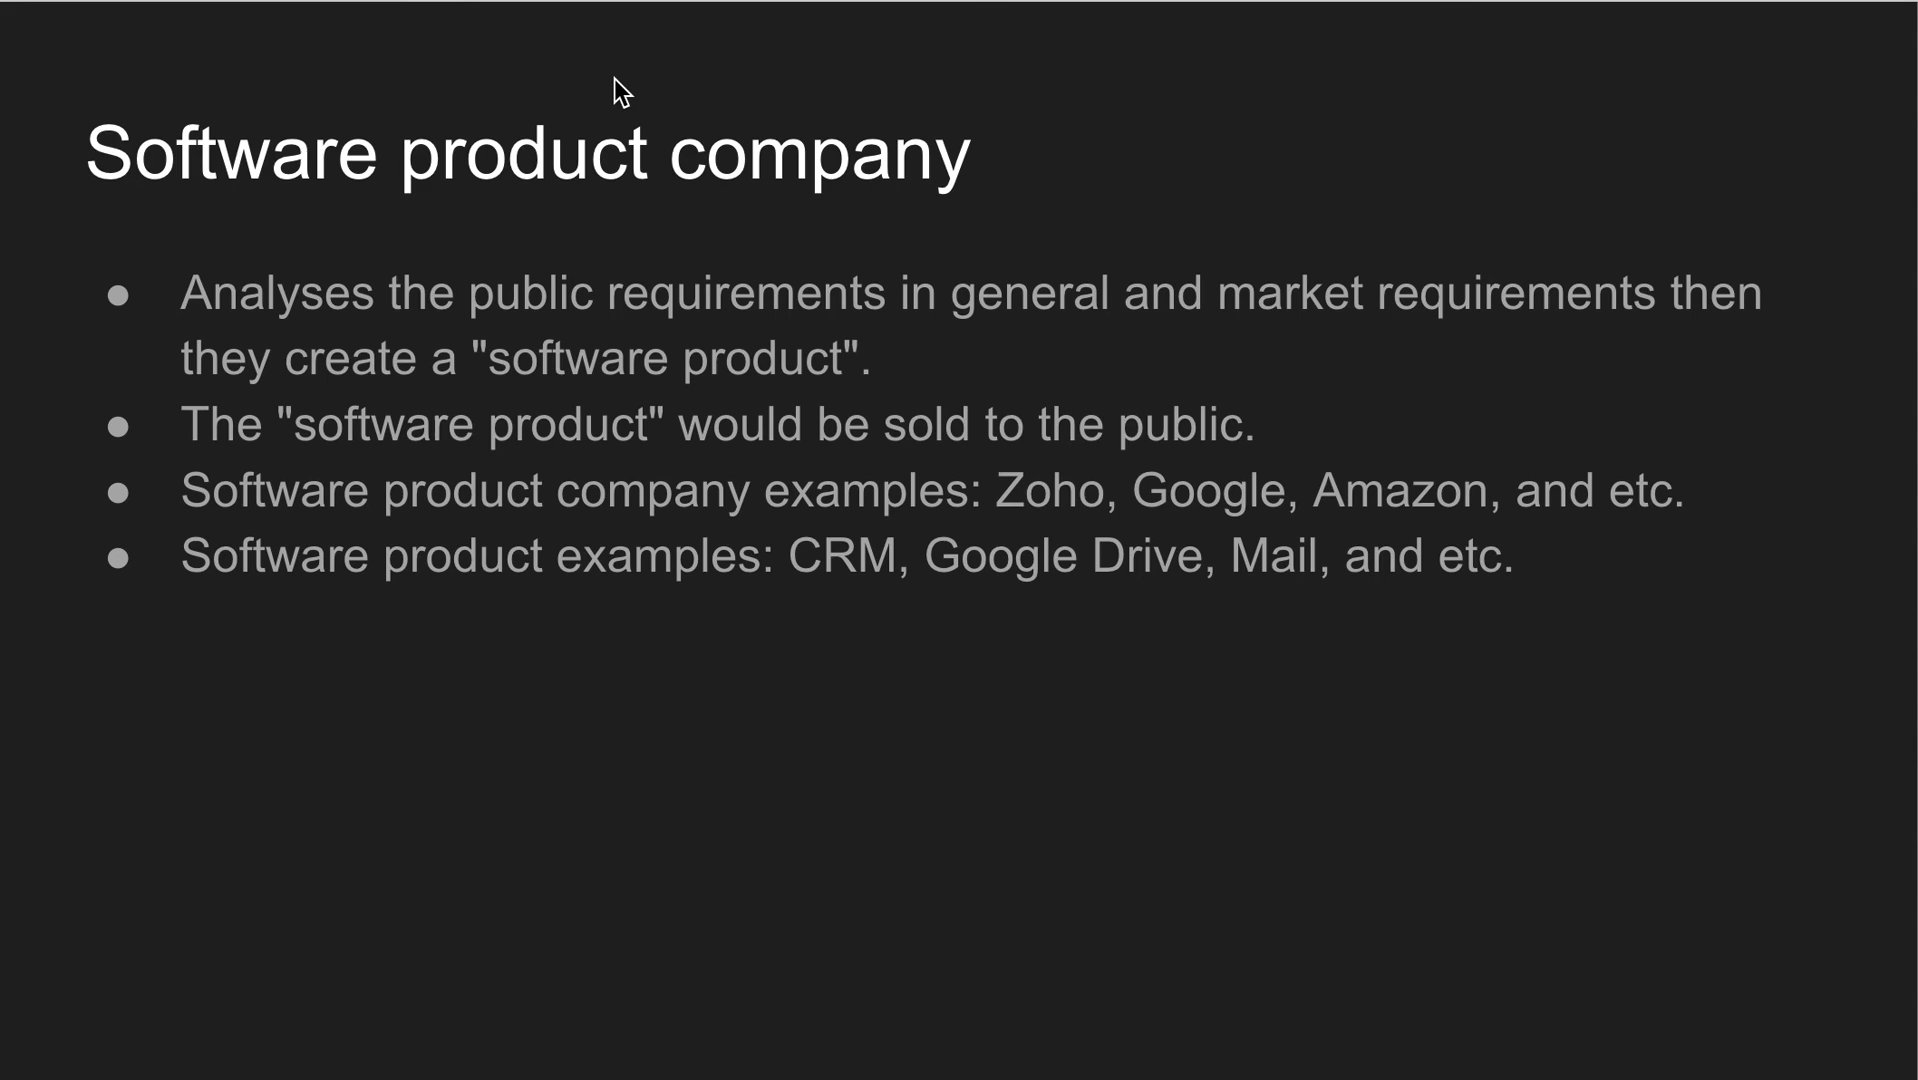 Software product company
● Analyses the public requirements in general and market requirements then
they create a "software product".
● The "software product" would be sold to the public.
● Software product company examples: Zoho, Google, Amazon, and etc.
● Software product examples: CRM, Google Drive, Mail, and etc.